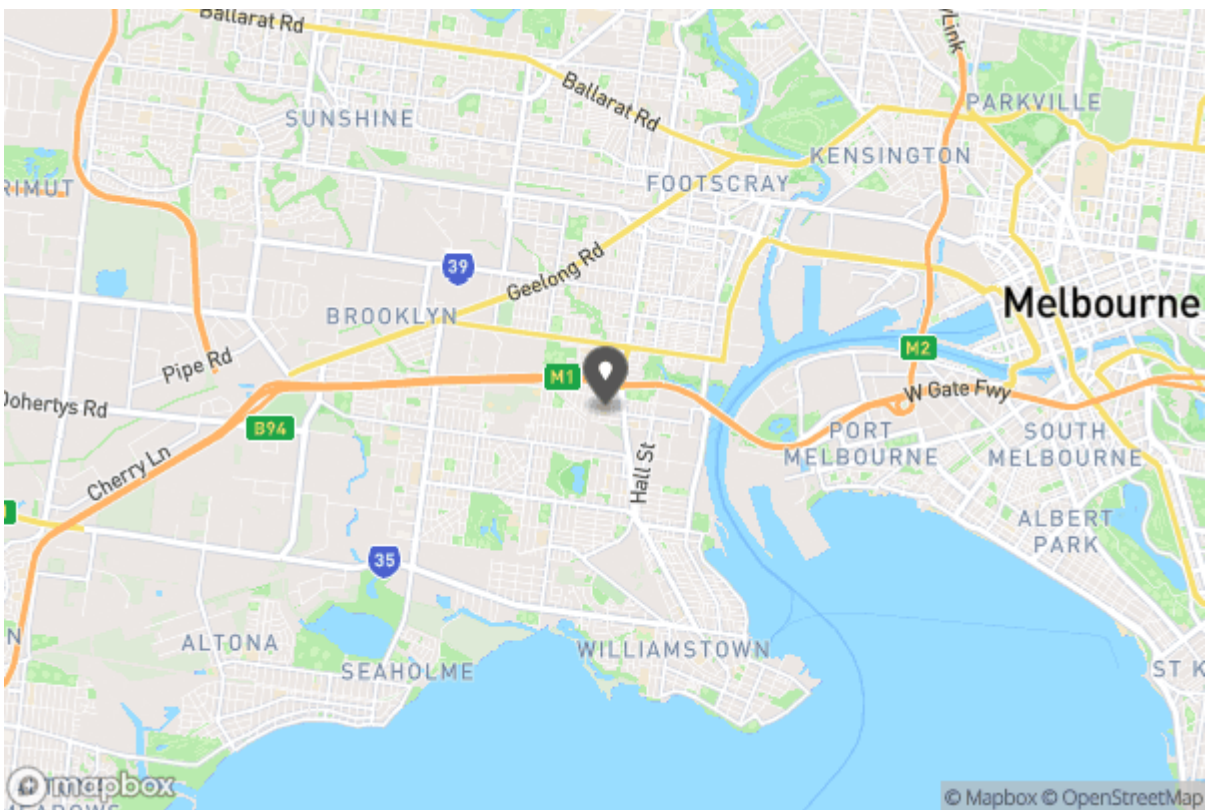 Ballarat Rd
Link
PARKVILLE
SUNSHINE
Ballarat Rd
KENSINGTON
FOOTSCRAY
RIMUT
39
Geelong Rd
BROOKLYN
Melbourne
Pipe Rd
M1
M2
Dohertys Rd
W Gate Fwy
B94
PORT
MELBOURNE
SOUTH
MELBOURNE
Cherry Ln
Hall St
ALBERT
PARK
35
N
ALTONA
WILLIAMSTOWN
SEAHOLME
ST K
mapbox
© Mapbox © OpenStreetMap